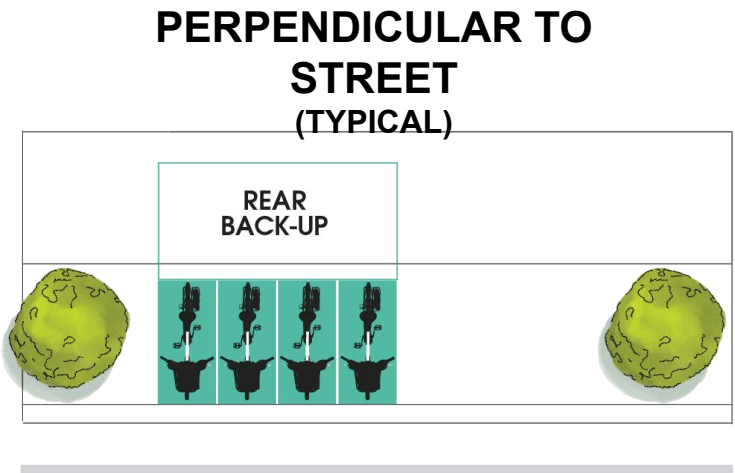 PERPENDICULAR TO
STREET
(TYPICAL)
REAR
BACK-UP